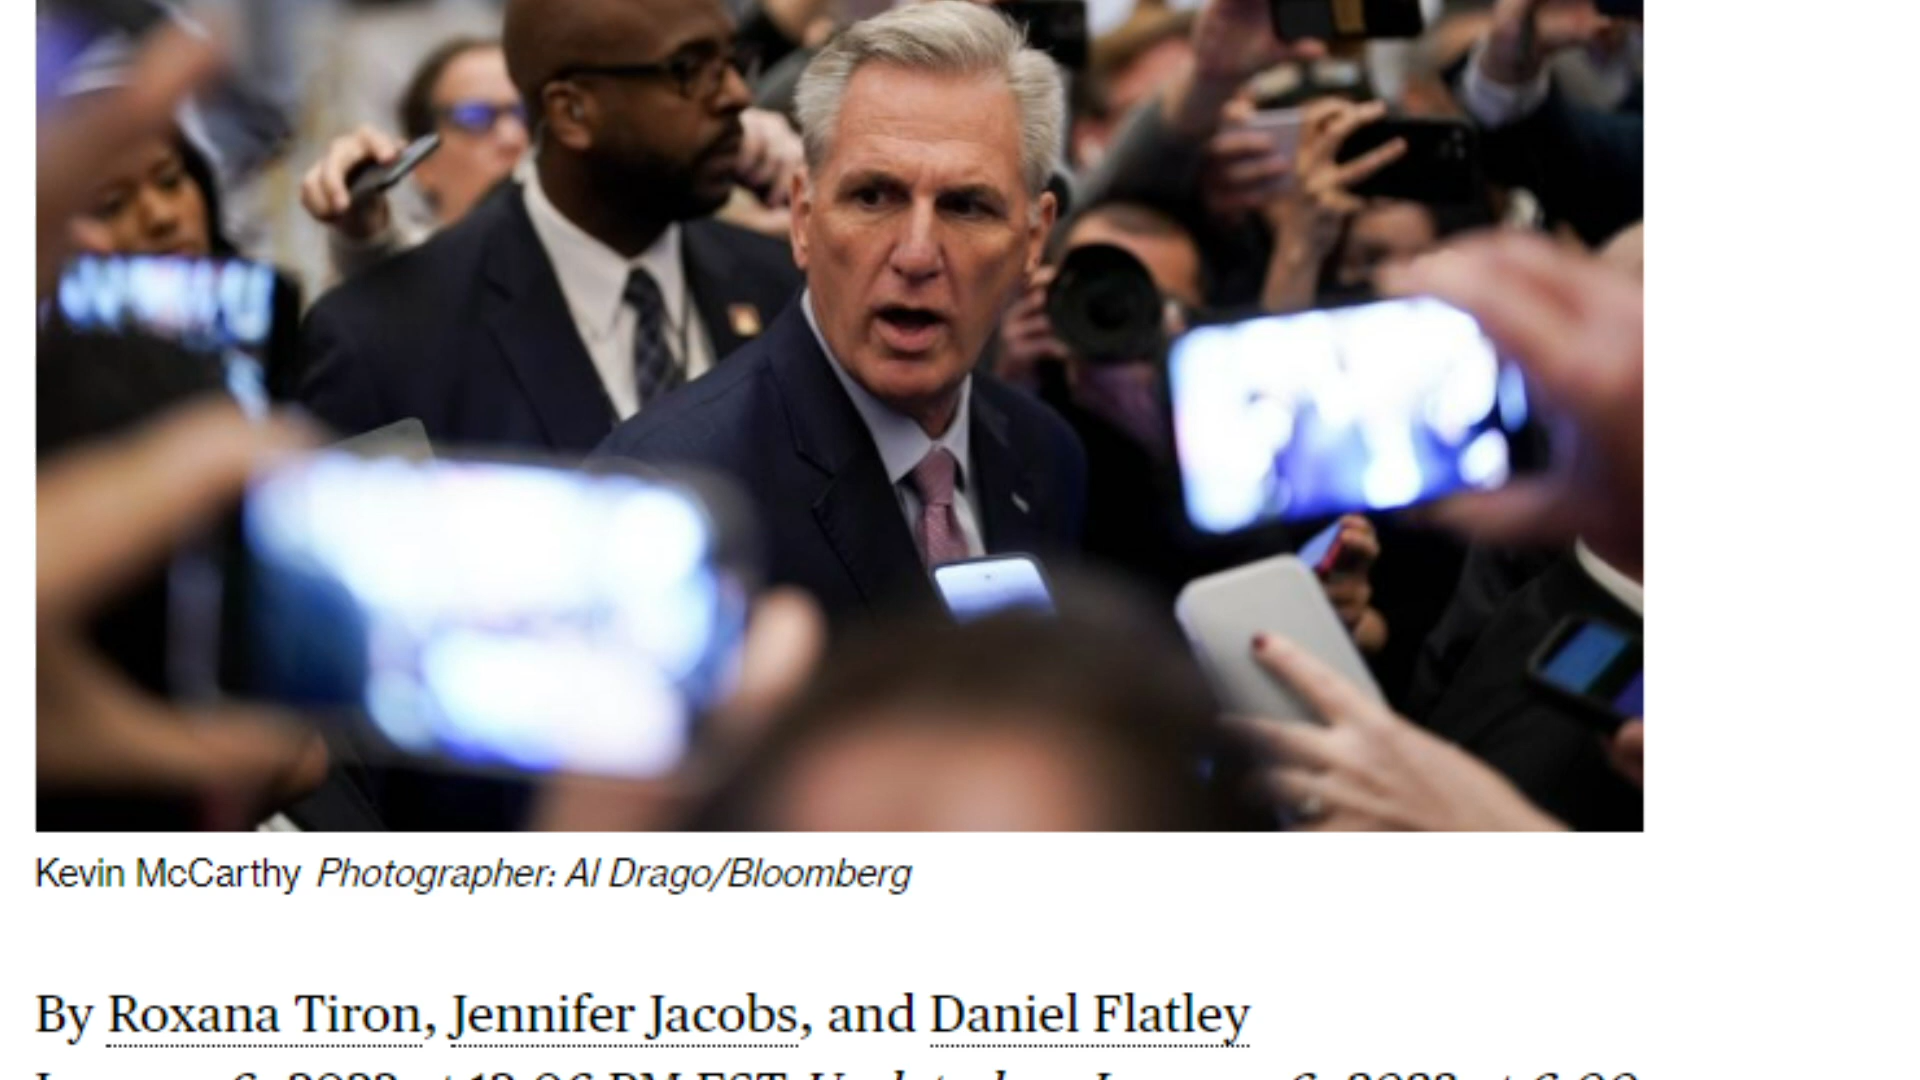 Kevin McCarthy Photographer: Al Drago/Bloomberg
By Roxana Tiron, Jennifer Jacobs, and Daniel Flatley